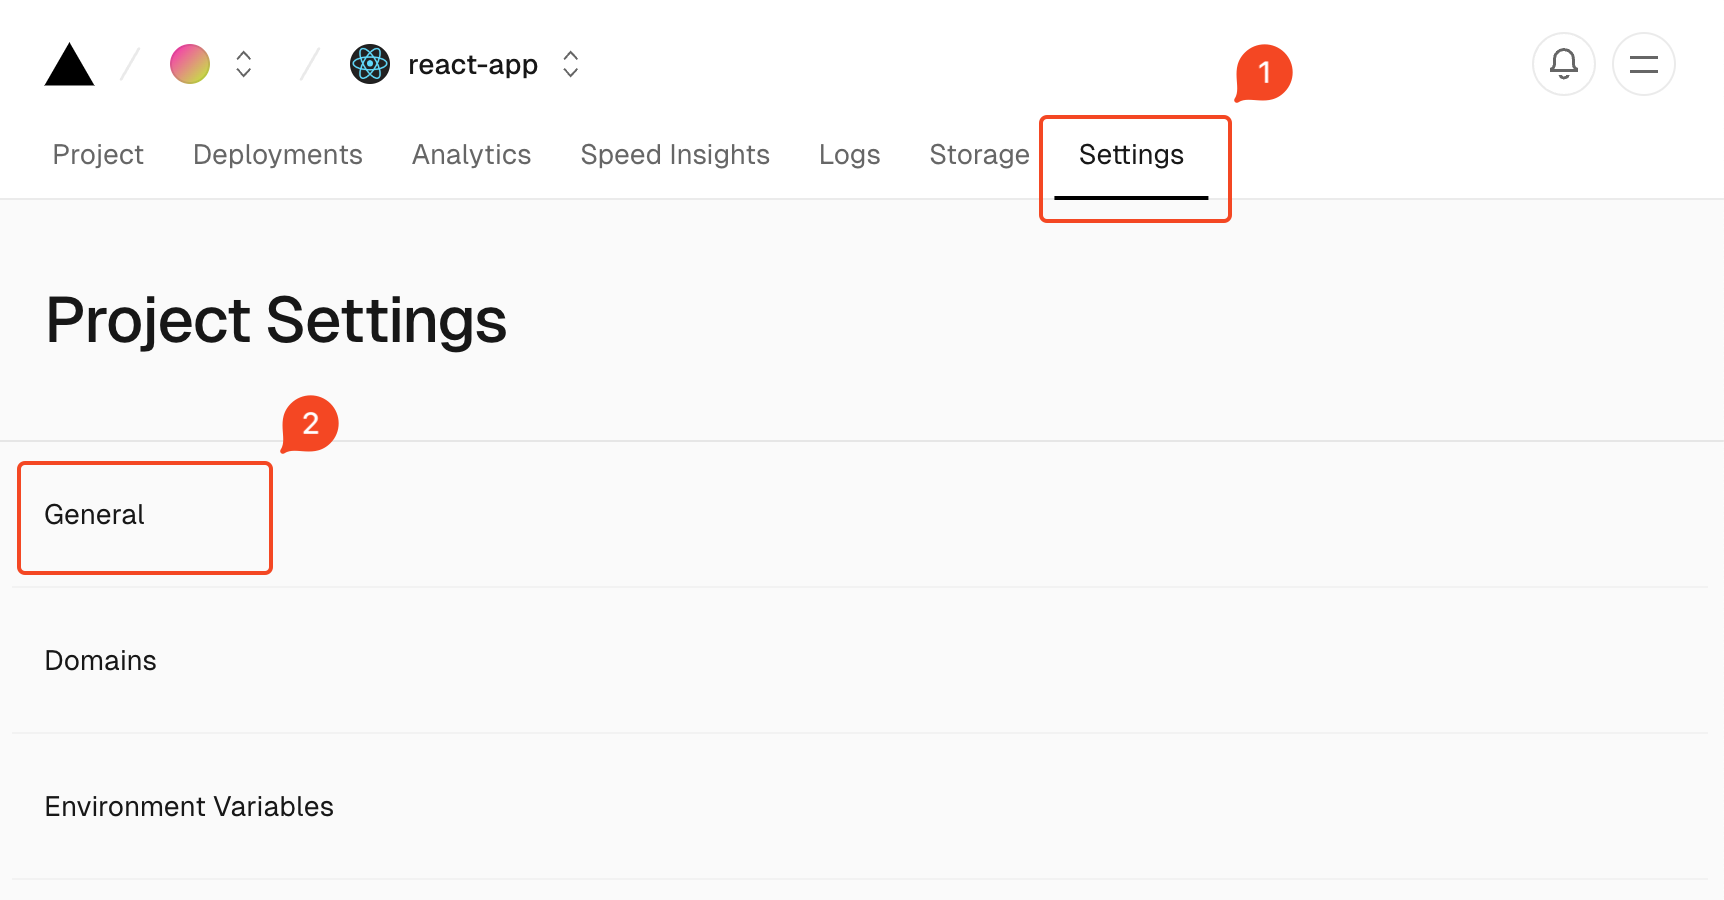 react-app
1
Project Deployments Analytics Speed Insights Logs Storage Settings
Project Settings
2
General
Domains
Environment Variables